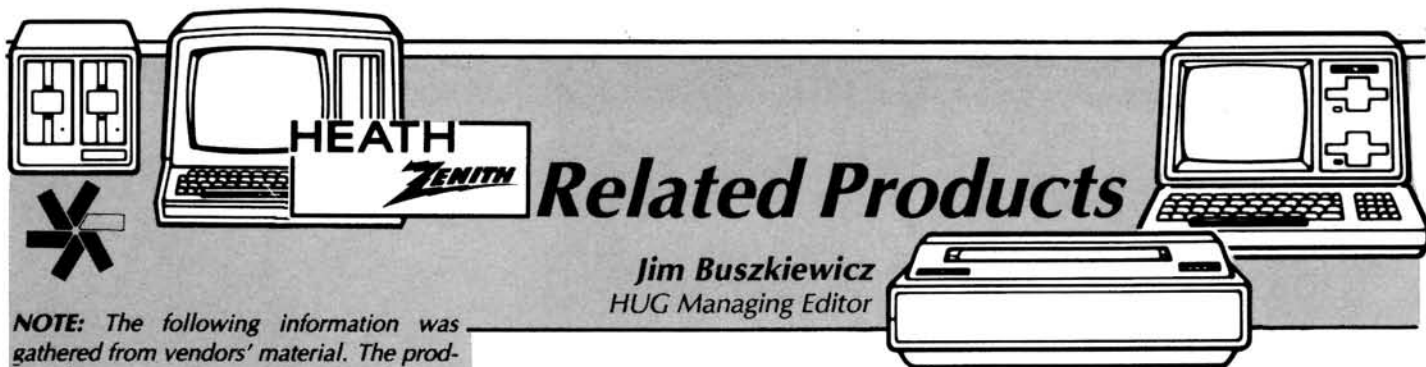 HEATH
ZENITH
Related Products
Jim Buszkiewicz
HUG Managing Editor
NOTE: The following information was
gathered from vendors' material. The prod-